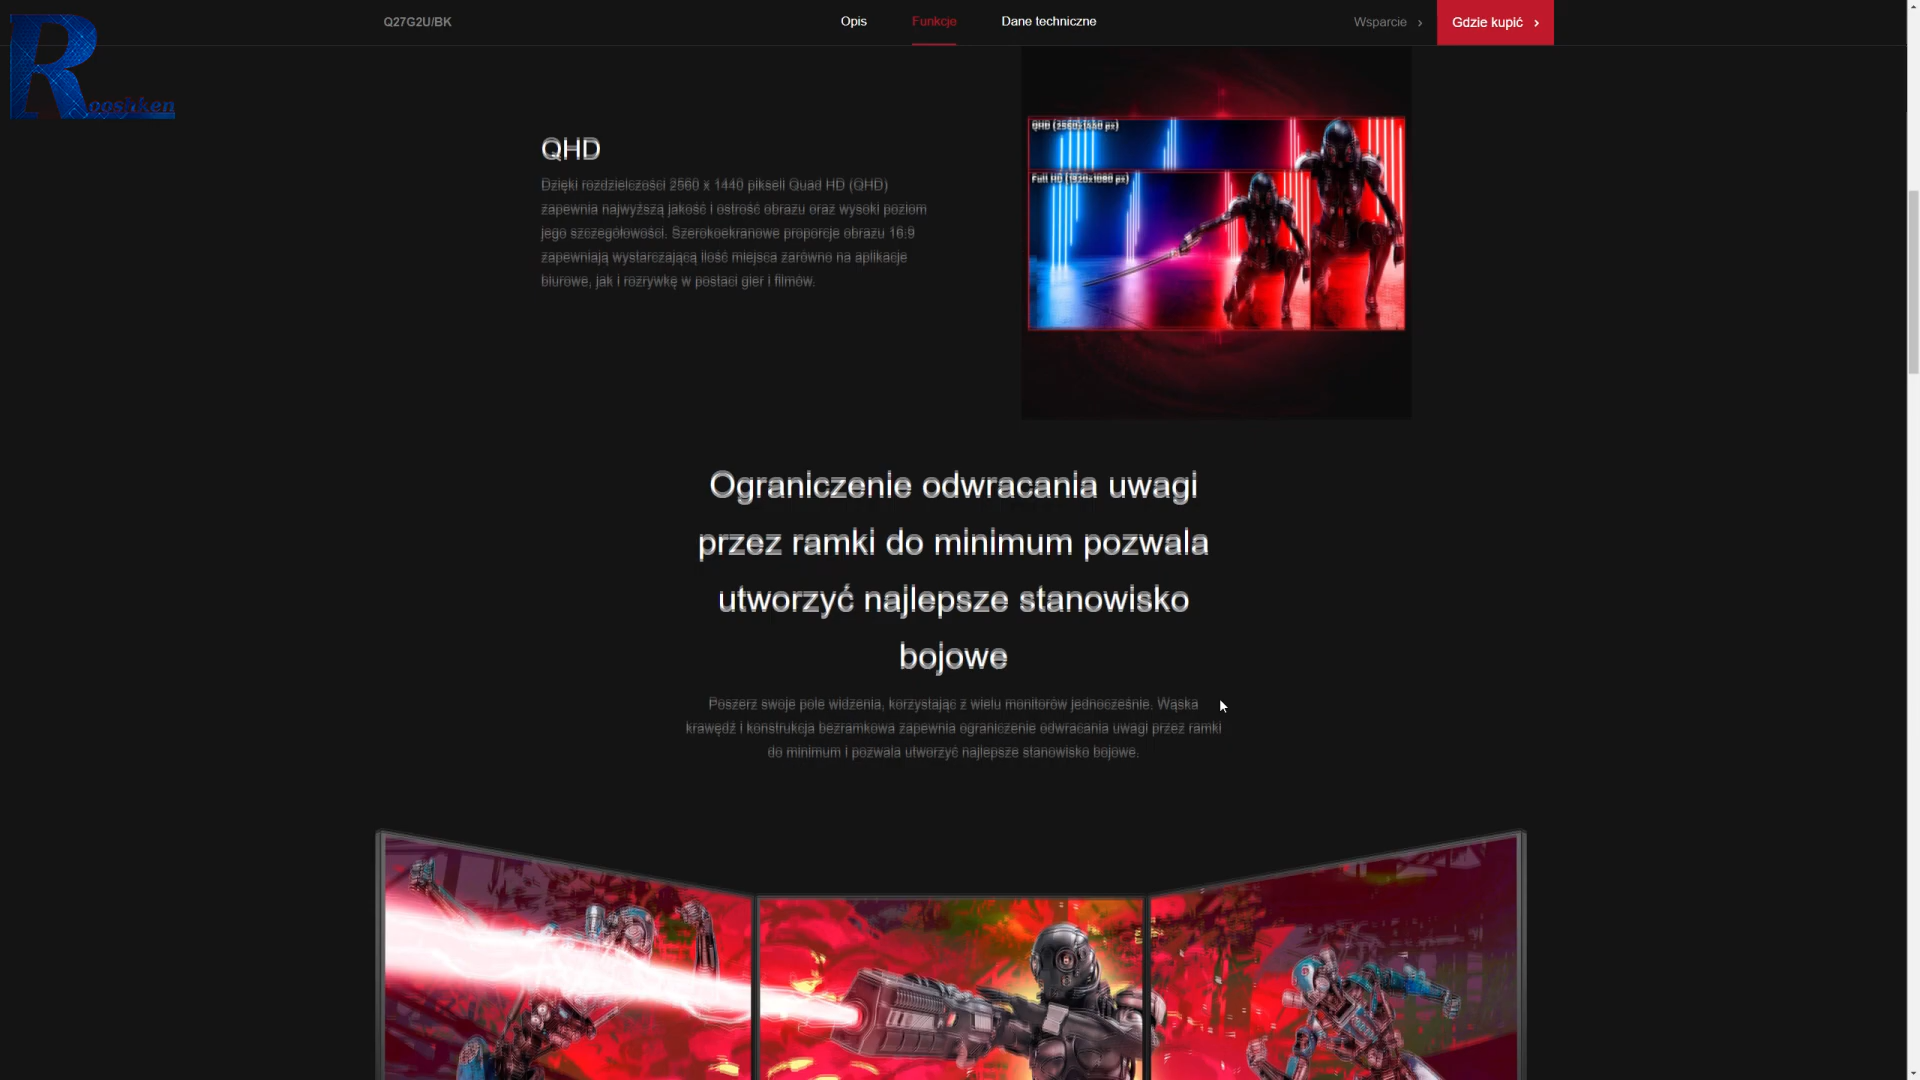 Q27G2U/BK
Opis
Funkcje
Dane techniczne
Wsparcie
Gdzie kupić
Rooshken
QHD (2560x1440 px)
Full HD (1920x1080 px)
QHD
Dzięki rozdzielczości 2560 x 1440 pikseli Quad HD (QHD)
zapewnia najwyższą jakość i ostrość obrazu oraz wysoki poziom
jego szczegółowości. Szerokoekranowe proporcje obrazu 16:9
zapewniają wystarczającą ilość miejsca zarówno na aplikacje
biurowe, jak i rozrywkę w postaci gier i filmów.
Ograniczenie odwracania uwagi
przez ramki do minimum pozwala
utworzyć najlepsze stanowisko
bojowe
Poszerz swoje pole widzenia, korzystając z wielu monitorów jednocześnie. Wąska
krawędź i konstrukcja bezramkowa zapewnia ograniczenie odwracania uwagi przez ramki
do minimum i pozwala utworzyć najlepsze stanowisko bojowe.